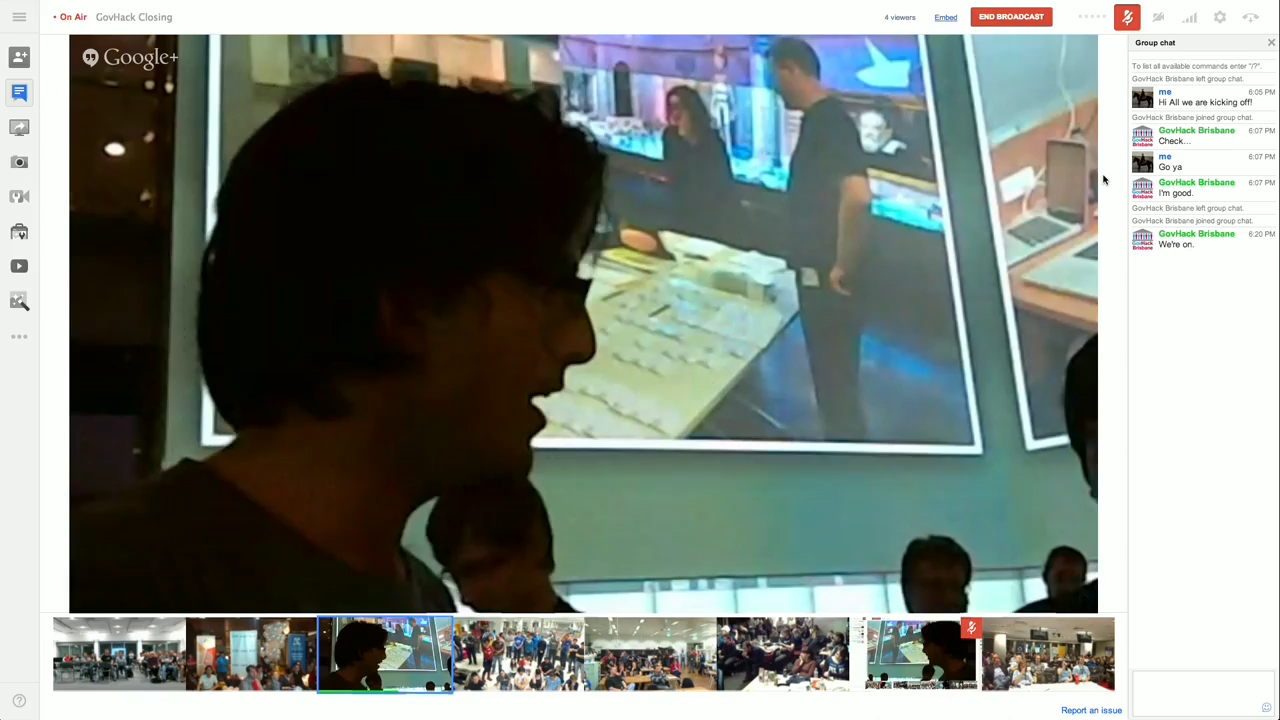 • On Air GovHack Closing
4 viewers Embed END BROADCAST
Google+
Group chat
To list all available commands enter "/?".
GovHack Brisbane left group chat.
me 6:05 PM
Hi All we are kicking off!
GovHack Brisbane joined group chat.
GovHack Brisbane 6:07 PM
Check...
me 6:07 PM
Go ya
GovHack Brisbane 6:07 PM
I'm good.
GovHack Brisbane left group chat.
GovHack Brisbane joined group chat.
GovHack Brisbane 6:20 PM
We're on.
Report an issue